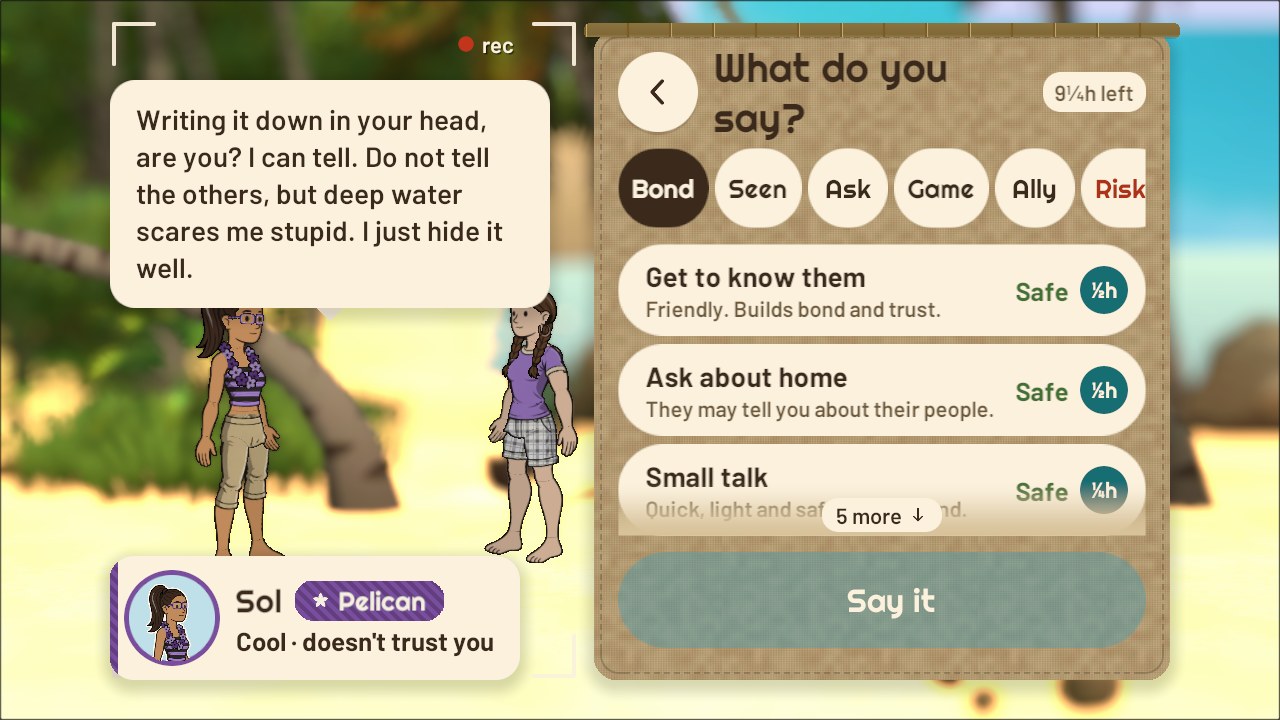 rec
Writing it down in your head,
are you? I can tell. Do not tell
the others, but deep water
scares me stupid. I just hide it
well.
Sol
Pelican
Cool · doesn't trust you
What do you
say?
9¼h left
Bond
Seen
Ask
Game
Ally
Risk
Get to know them
Friendly. Builds bond and trust.
Safe
½h
Ask about home
They may tell you about their people.
Safe
½h
Small talk
Quick, light and
Safe
¼h
5 more ↓
Say it